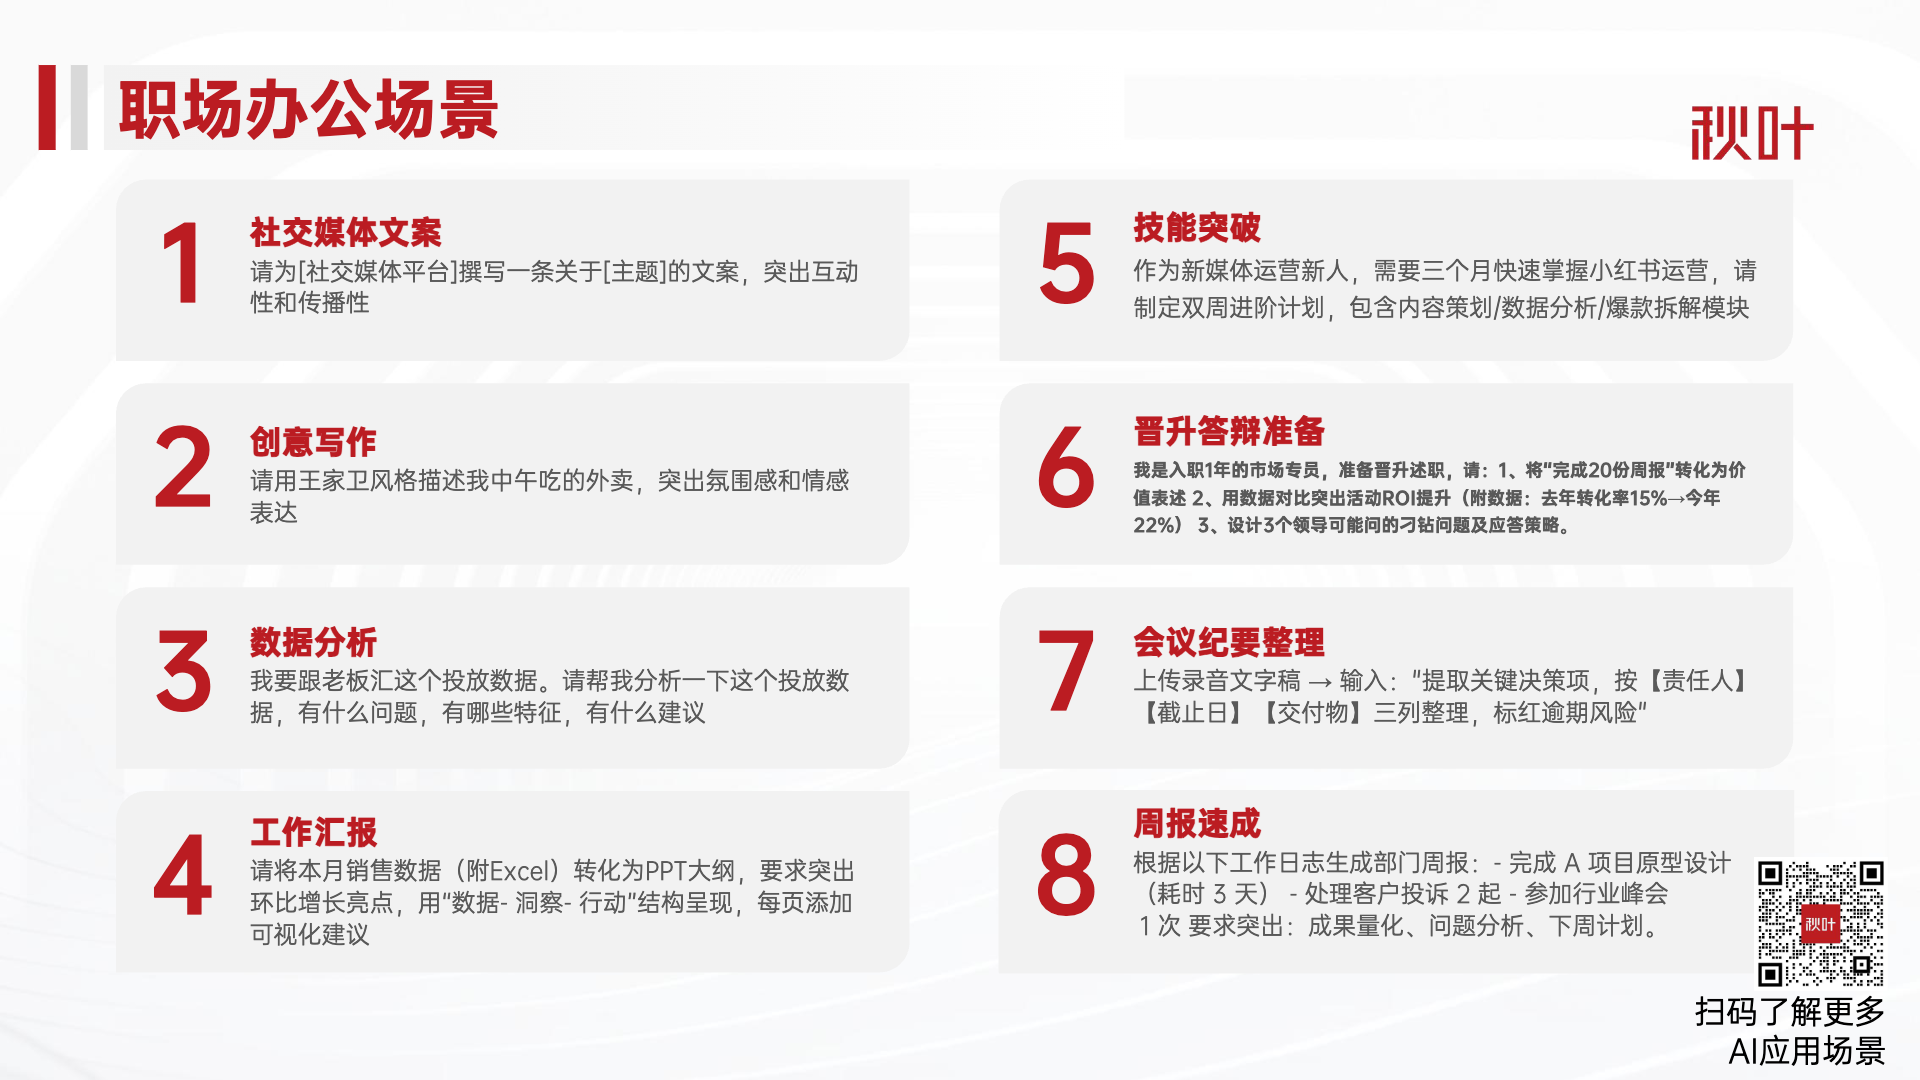 职场办公场景
秋叶
1
社交媒体文案
请为[社交媒体平台]撰写一条关于[主题]的文案，突出互动
性和传播性
2
创意写作
请用王家卫风格描述我中午吃的外卖，突出氛围感和情感
表达
3
数据分析
我要跟老板汇这个投放数据。请帮我分析一下这个投放数
据，有什么问题，有哪些特征，有什么建议
4
工作汇报
请将本月销售数据（附Excel）转化为PPT大纲，要求突出
环比增长亮点，用"数据- 洞察- 行动"结构呈现，每页添加
可视化建议
5
技能突破
作为新媒体运营新人，需要三个月快速掌握小红书运营，请
制定双周进阶计划，包含内容策划/数据分析/爆款拆解模块
6
晋升答辩准备
我是入职1年的市场专员，准备晋升述职，请：1、将"完成20份周报"转化为价
值表述 2、用数据对比突出活动ROI提升（附数据：去年转化率15%→今年
22%） 3、设计3个领导可能问的刁钻问题及应答策略。
7
会议纪要整理
上传录音文字稿 → 输入："提取关键决策项，按【责任人】
【截止日】【交付物】三列整理，标红逾期风险"
8
周报速成
根据以下工作日志生成部门周报：- 完成 A 项目原型设计
（耗时 3 天） - 处理客户投诉 2 起 - 参加行业峰会
1 次 要求突出：成果量化、问题分析、下周计划。
秋叶
扫码了解更多
AI应用场景